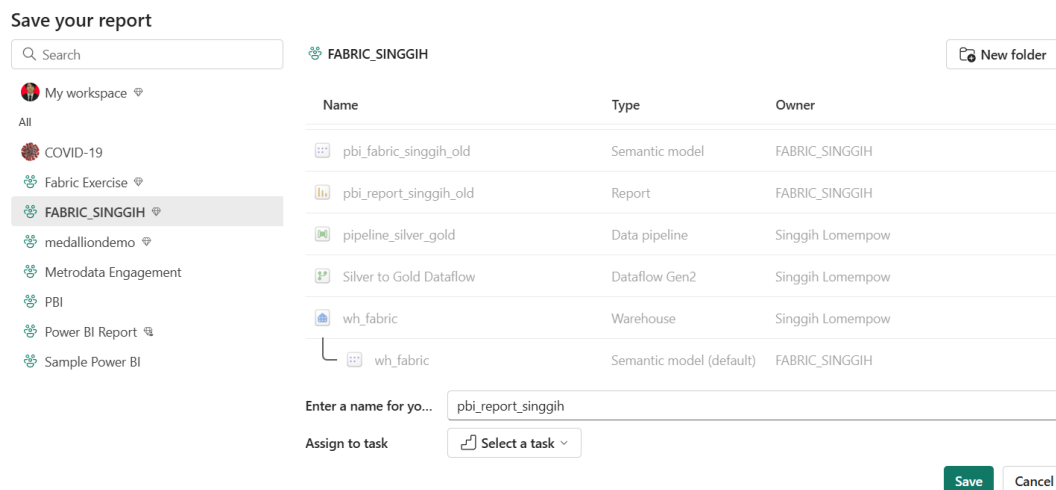 Save your report
Search
My workspace
All
COVID-19
Fabric Exercise
FABRIC_SINGGIH
medalliondemo
Metrodata Engagement
PBI
Power BI Report
Sample Power BI
FABRIC_SINGGIH
New folder
Name Type Owner
pbi_fabric_singgih_old Semantic model FABRIC_SINGGIH
pbi_report_singgih_old Report FABRIC_SINGGIH
pipeline_silver_gold Data pipeline Singgih Lomempow
Silver to Gold Dataflow Dataflow Gen2 Singgih Lomempow
wh_fabric Warehouse Singgih Lomempow
wh_fabric Semantic model (default) FABRIC_SINGGIH
Enter a name for yo... pbi_report_singgih
Assign to task Select a task
Save Cancel